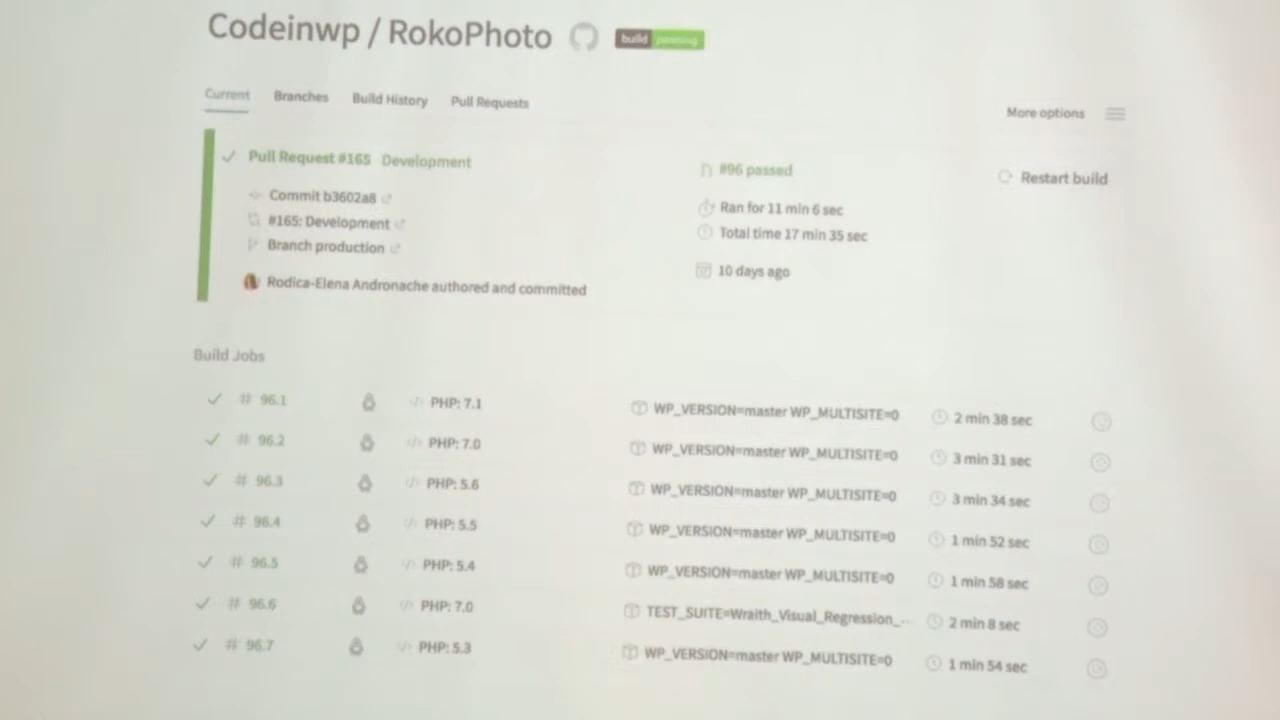 Codeinwp / RokoPhoto build passing
Current Branches Build History Pull Requests More options
Pull Request #165 Development #96 passed Restart build
Commit b3602a8 Ran for 11 min 6 sec
#165: Development Total time 17 min 35 sec
Branch production 10 days ago
Rodica-Elena Andronache authored and committed
Build Jobs
# 96.1 </> PHP: 7.1 WP_VERSION=master WP_MULTISITE=0 2 min 38 sec
# 96.2 </> PHP: 7.0 WP_VERSION=master WP_MULTISITE=0 3 min 31 sec
# 96.3 </> PHP: 5.6 WP_VERSION=master WP_MULTISITE=0 3 min 34 sec
# 96.4 </> PHP: 5.5 WP_VERSION=master WP_MULTISITE=0 1 min 52 sec
# 96.5 </> PHP: 5.4 WP_VERSION=master WP_MULTISITE=0 1 min 58 sec
# 96.6 </> PHP: 7.0 TEST_SUITE=Wraith_Visual_Regression_... 2 min 8 sec
# 96.7 </> PHP: 5.3 WP_VERSION=master WP_MULTISITE=0 1 min 54 sec